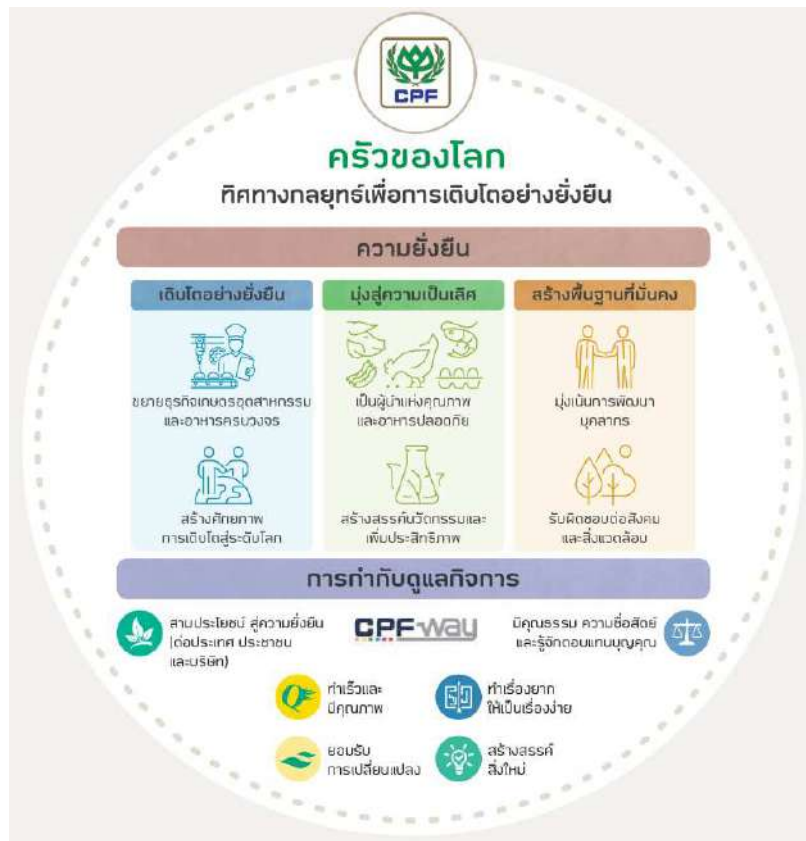 CPF
ครัวของโลก
ทิศทางกลยุทธ์เพื่อการเติบโตอย่างยั่งยืน
ความยั่งยืน
เติบโตอย่างยั่งยืน
ขยายธุรกิจเกษตรอุตสาหกรรม
และอาหารครบวงจร
สร้างศักยภาพ
การเติบโตสู่ระดับโลก
มุ่งสู่ความเป็นเลิศ
เป็นผู้นำแห่งคุณภาพ
และอาหารปลอดภัย
สร้างสรรค์นวัตกรรมและ
เพิ่มประสิทธิภาพ
สร้างพื้นฐานที่มั่นคง
มุ่งเน้นการพัฒนา
บุคลากร
รับผิดชอบต่อสังคม
และสิ่งแวดล้อม
การกำกับดูแลกิจการ
สามประโยชน์ สู่ความยั่งยืน
(ต่อประเทศ ประชาชน
และบริษัท)
CPF way
มีคุณธรรม ความซื่อสัตย์
และรู้จักตอบแทนบุญคุณ
ทำเร็วและ
มีคุณภาพ
ทำเรื่องยาก
ให้เป็นเรื่องง่าย
ยอมรับ
การเปลี่ยนแปลง
สร้างสรรค์
สิ่งใหม่